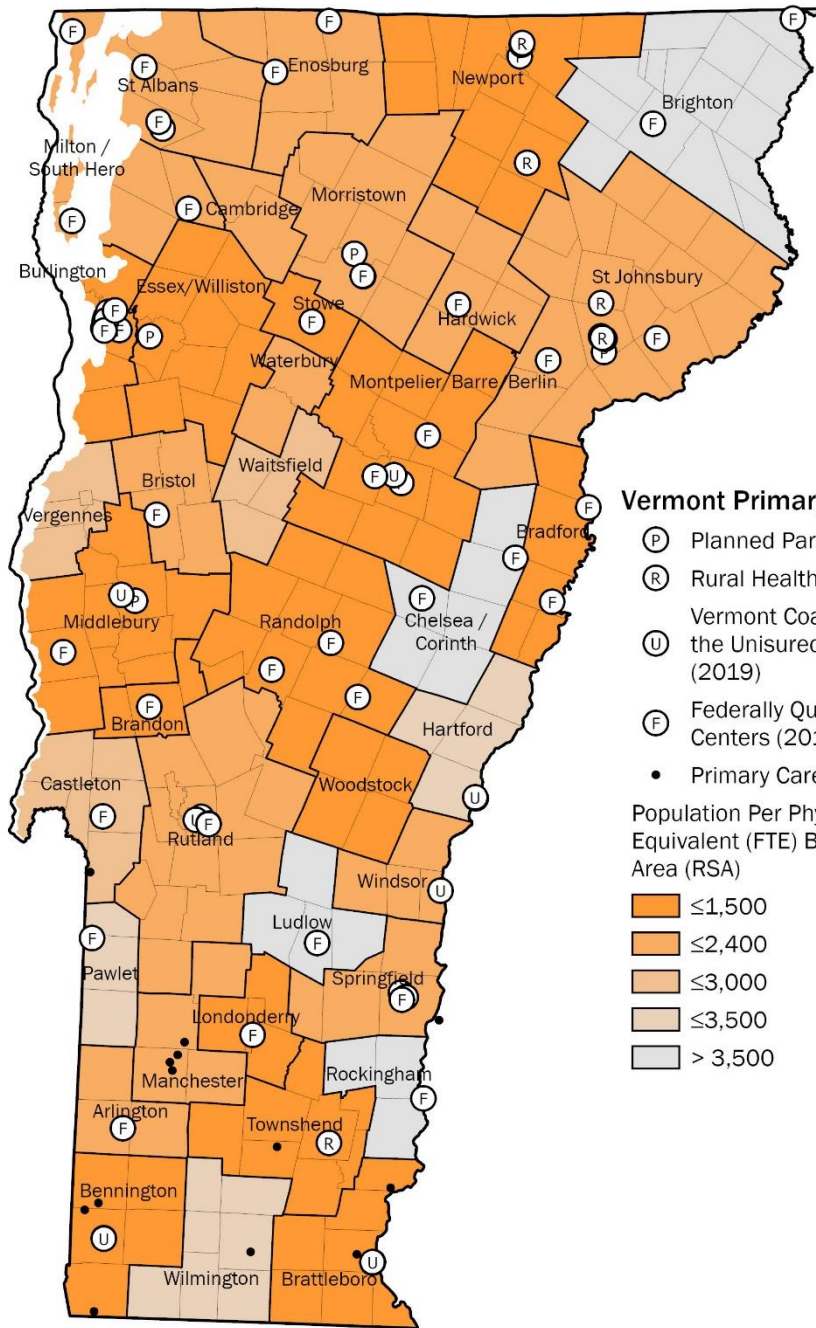 F
F
St Albans
F
F
Enosburg
F
Newport
R
F
F
Brighton
F
Milton /
South Hero
F
F
Cambridge
Morristown
R
P
F
Burlington
Essex/Williston
Stowe
F
Hardwick
F
St Johnsbury
R
F
F
F
P
Waterbury
Montpelier/Barre/Berlin
F
R
P
F
F
Waitsfield
F
U
Bristol
F
Vergennes
Bradford
F
F
F
Vermont Primar
P Planned Par
R Rural Health
Vermont Coa
U the Unisured
(2019)
F Federally Qu
Centers (201
Primary Care
Population Per Phy
Equivalent (FTE) B
Area (RSA)
≤1,500
≤2,400
≤3,000
≤3,500
> 3,500
U
P
Middlebury
F
Randolph
F
F
F
Chelsea /
Corinth
F
Brandon
F
Hartford
U
Castleton
F
U
F
Rutland
Woodstock
Windsor
U
Ludlow
F
F
Pawlet
Springfield
F
Londonderry
F
Manchester
Rockingham
F
Arlington
F
Townshend
R
Bennington
U
Wilmington
Brattleboro
U